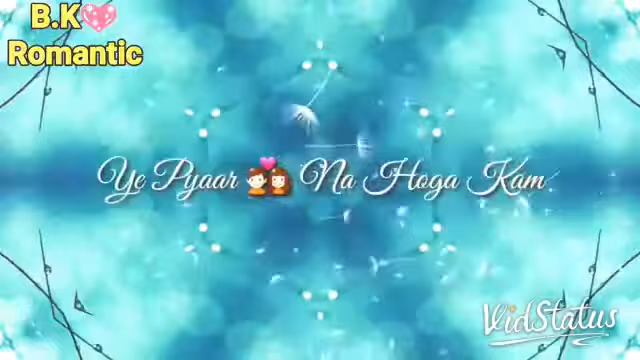 B.K💖
Romantic
Ye Pyaar 💑 Na Hoga Kam
VidStatus